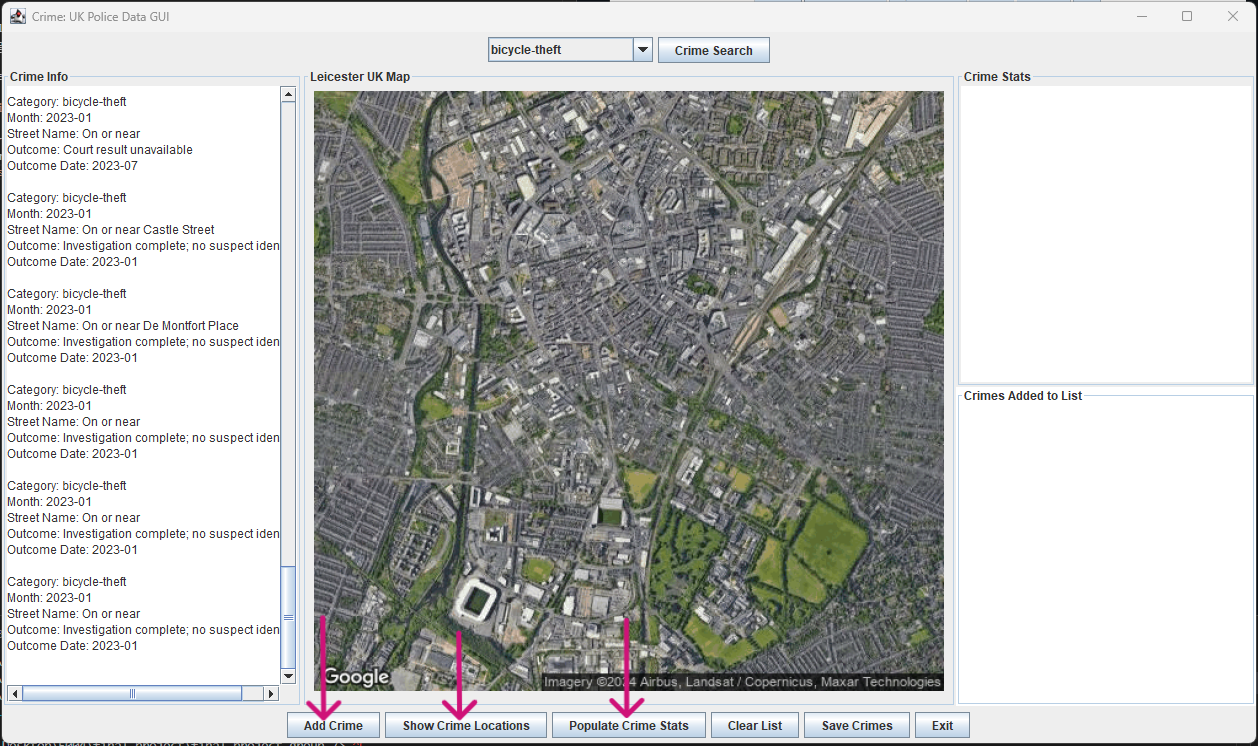 Crime: UK Police Data GUI
bicycle-theft
Crime Search
Crime Info
Category: bicycle-theft
Month: 2023-01
Street Name: On or near
Outcome: Court result unavailable
Outcome Date: 2023-07
Category: bicycle-theft
Month: 2023-01
Street Name: On or near Castle Street
Outcome: Investigation complete; no suspect iden
Outcome Date: 2023-01
Category: bicycle-theft
Month: 2023-01
Street Name: On or near De Montfort Place
Outcome: Investigation complete; no suspect iden
Outcome Date: 2023-01
Category: bicycle-theft
Month: 2023-01
Street Name: On or near
Outcome: Investigation complete; no suspect iden
Outcome Date: 2023-01
Category: bicycle-theft
Month: 2023-01
Street Name: On or near
Outcome: Investigation complete; no suspect iden
Outcome Date: 2023-01
Category: bicycle-theft
Month: 2023-01
Street Name: On or near
Outcome: Investigation complete; no suspect iden
Outcome Date: 2023-01
Leicester UK Map
Google
Imagery ©2024 Airbus, Landsat / Copernicus, Maxar Technologies
Crime Stats
Crimes Added to List
Add Crime
Show Crime Locations
Populate Crime Stats
Clear List
Save Crimes
Exit